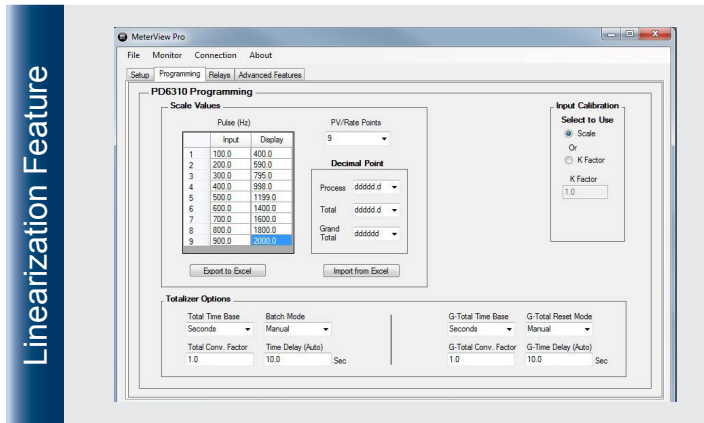 Linearization Feature
MeterView Pro
File Monitor Connection About
Setup Programming Relays Advanced Features
PD6310 Programming
Scale Values
Pulse (Hz)
Input Display
1 100.0 400.0
2 200.0 590.0
3 300.0 795.0
4 400.0 998.0
5 500.0 1199.0
6 600.0 1400.0
7 700.0 1600.0
8 800.0 1800.0
9 900.0 2000.0
Export to Excel
PV/Rate Points
9
Decimal Point
Process ddddd.d
Total ddddd.d
Grand
Total dddddd
Import from Excel
Input Calibration
Select to Use
Scale
Or
K Factor
K Factor
1.0
Totalizer Options
Total Time Base Batch Mode
Seconds Manual
Total Conv. Factor Time Delay (Auto)
1.0 10.0 Sec
G-Total Time Base G-Total Reset Mode
Seconds Manual
G-Total Conv. Factor G-Time Delay (Auto)
1.0 10.0 Sec